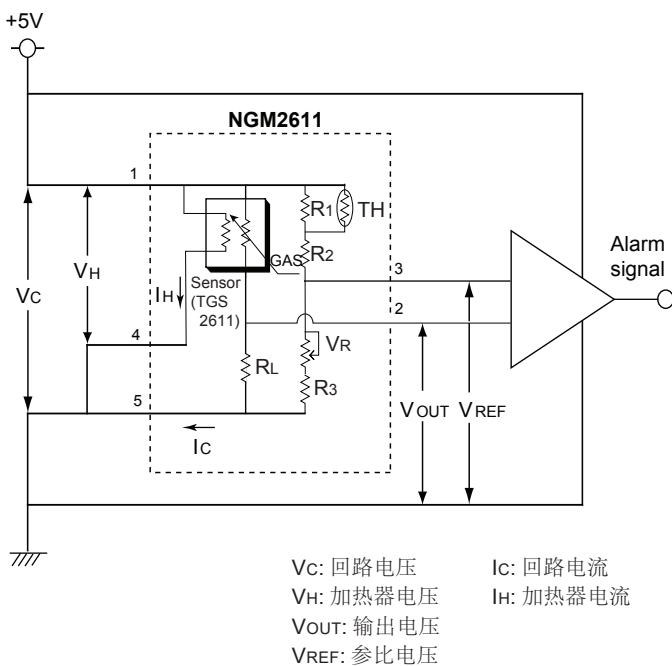 +5V
NGM2611
1
R1
TH
R2
GAS
3
Alarm
signal
VH
IH
Sensor
(TGS
2611)
VC
2
4
VR
RL
R3
VOUT
VREF
5
IC
VC: 回路电压 IC: 回路电流
VH: 加热器电压 IH: 加热器电流
VOUT: 输出电压
VREF: 参比电压